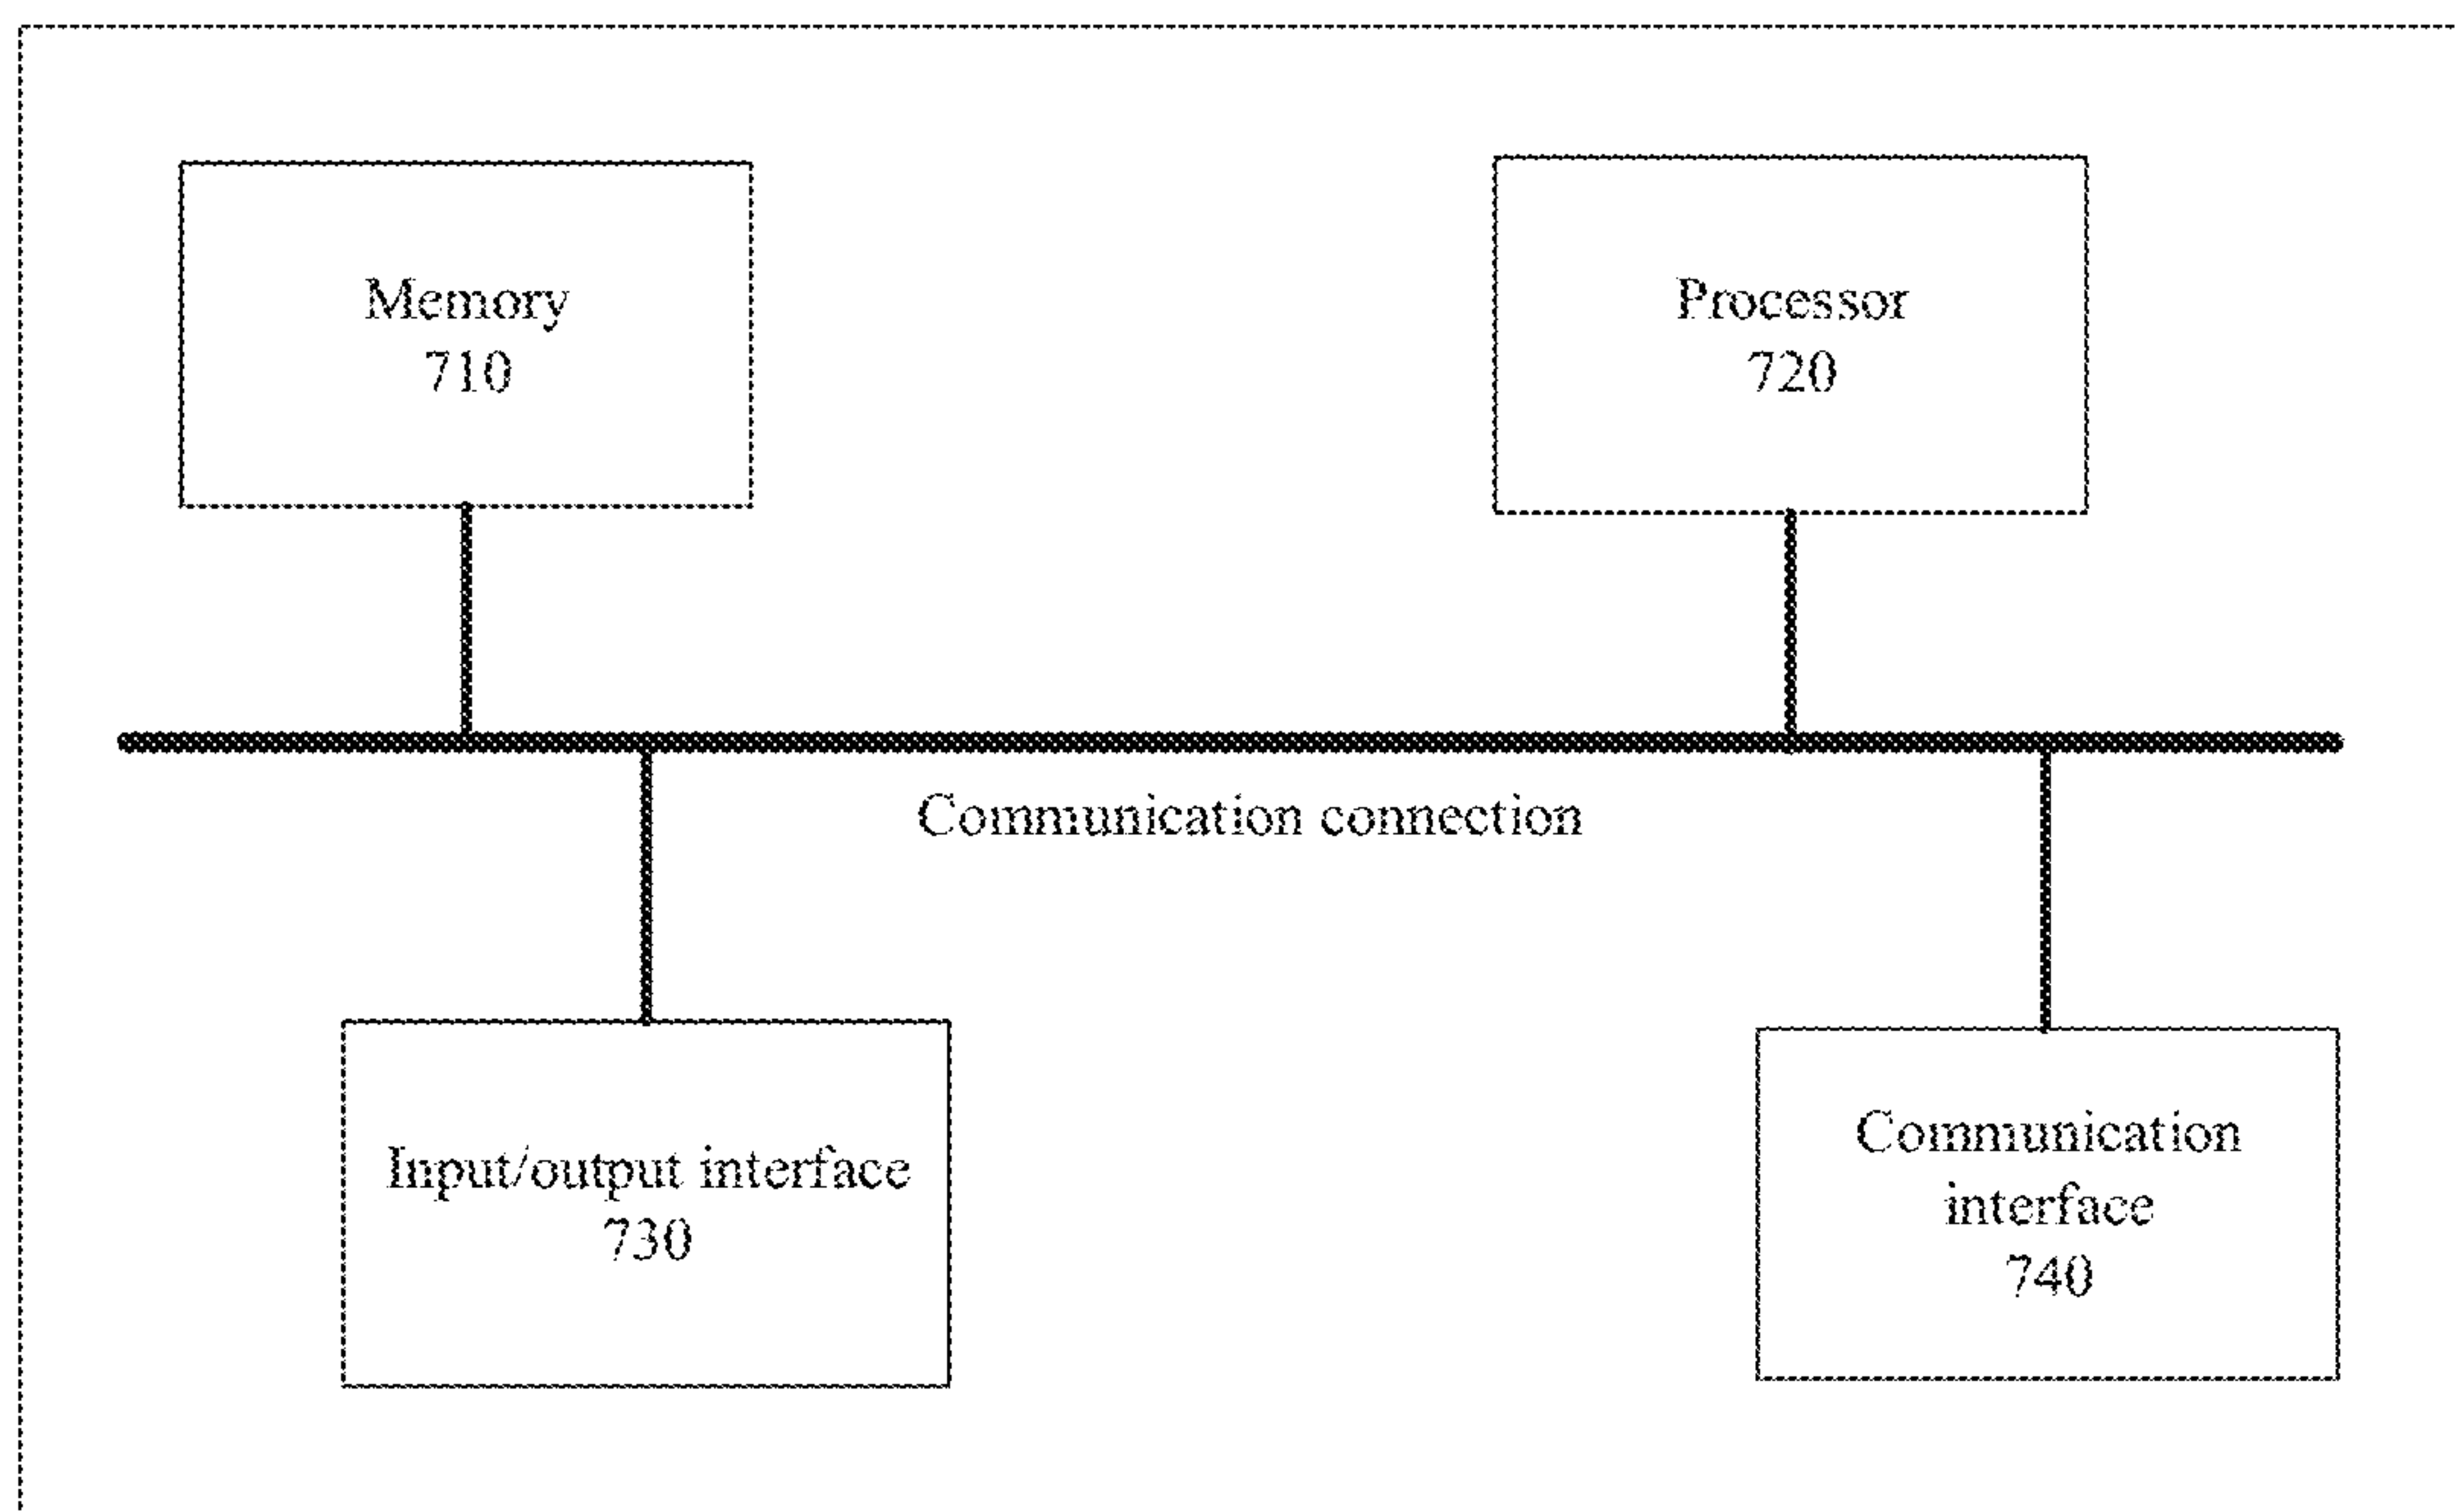 Memory
710
Processor
720
Communication connection
Input/output interface
730
Communication
interface
740